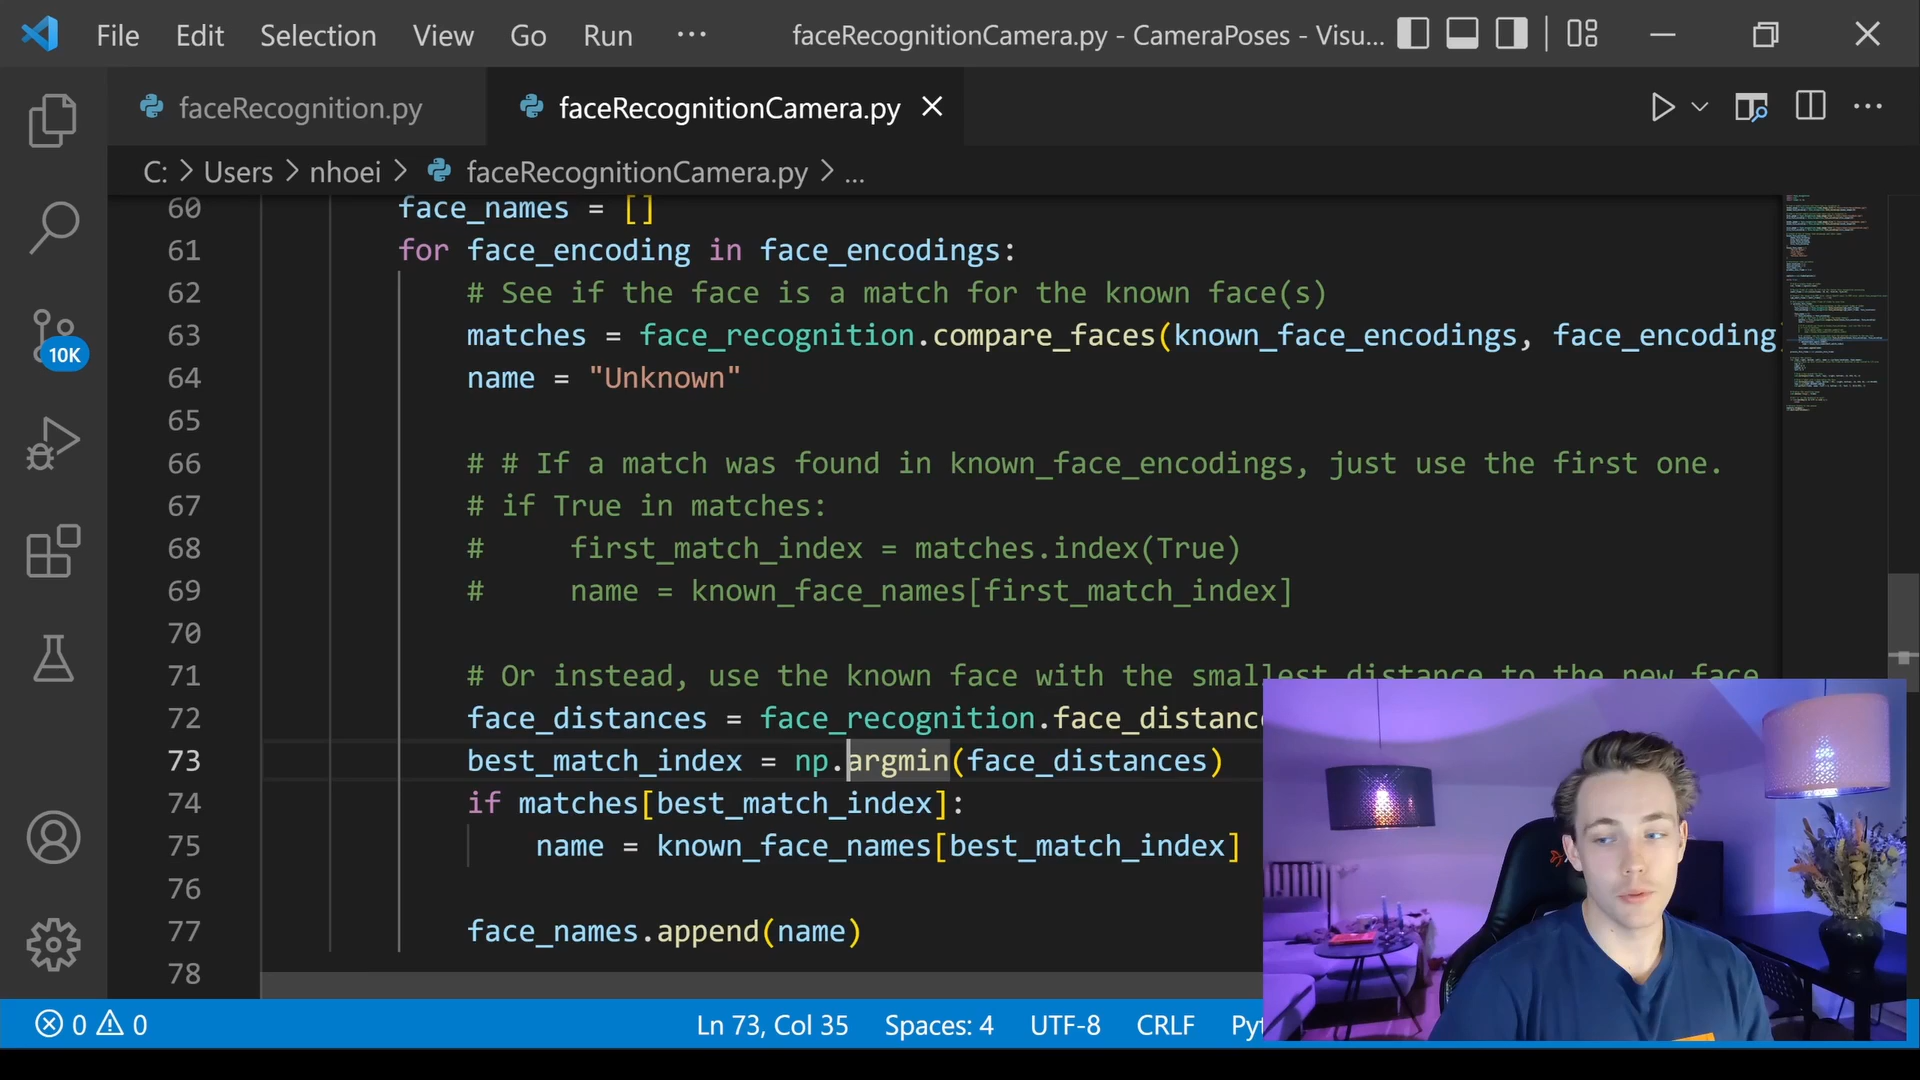 File Edit Selection View Go Run ··· faceRecognitionCamera.py - CameraPoses - Visu...
faceRecognition.py faceRecognitionCamera.py
C: > Users > nhoei > faceRecognitionCamera.py > ...
60 face_names = []
61 for face_encoding in face_encodings:
62 # See if the face is a match for the known face(s)
63 matches = face_recognition.compare_faces(known_face_encodings, face_encoding
64 name = "Unknown"
65
66 # # If a match was found in known_face_encodings, just use the first one.
67 # if True in matches:
68 #     first_match_index = matches.index(True)
69 #     name = known_face_names[first_match_index]
70
71 # Or instead, use the known face with the smallest distance to the new face
72 face_distances = face_recognition.face_distanc
73 best_match_index = np.argmin(face_distances)
74 if matches[best_match_index]:
75 name = known_face_names[best_match_index]
76
77 face_names.append(name)
78
10K
0 0 Ln 73, Col 35 Spaces: 4 UTF-8 CRLF Py